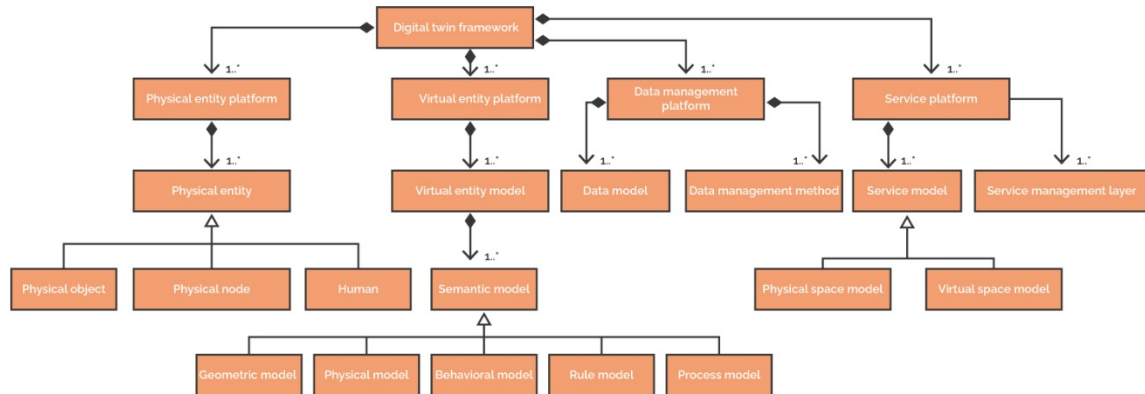 Digital twin framework
1..*
1..*
1..*
1..*
Physical entity platform
Virtual entity platform
Data management
platform
Service platform
1..*
1..*
1..*
1..*
1..*
1..*
Physical entity
Virtual entity model
Data model
Data management method
Service model
Service management layer
1..*
Physical object
Physical node
Human
Semantic model
Physical space model
Virtual space model
Geometric model
Physical model
Behavioral model
Rule model
Process model